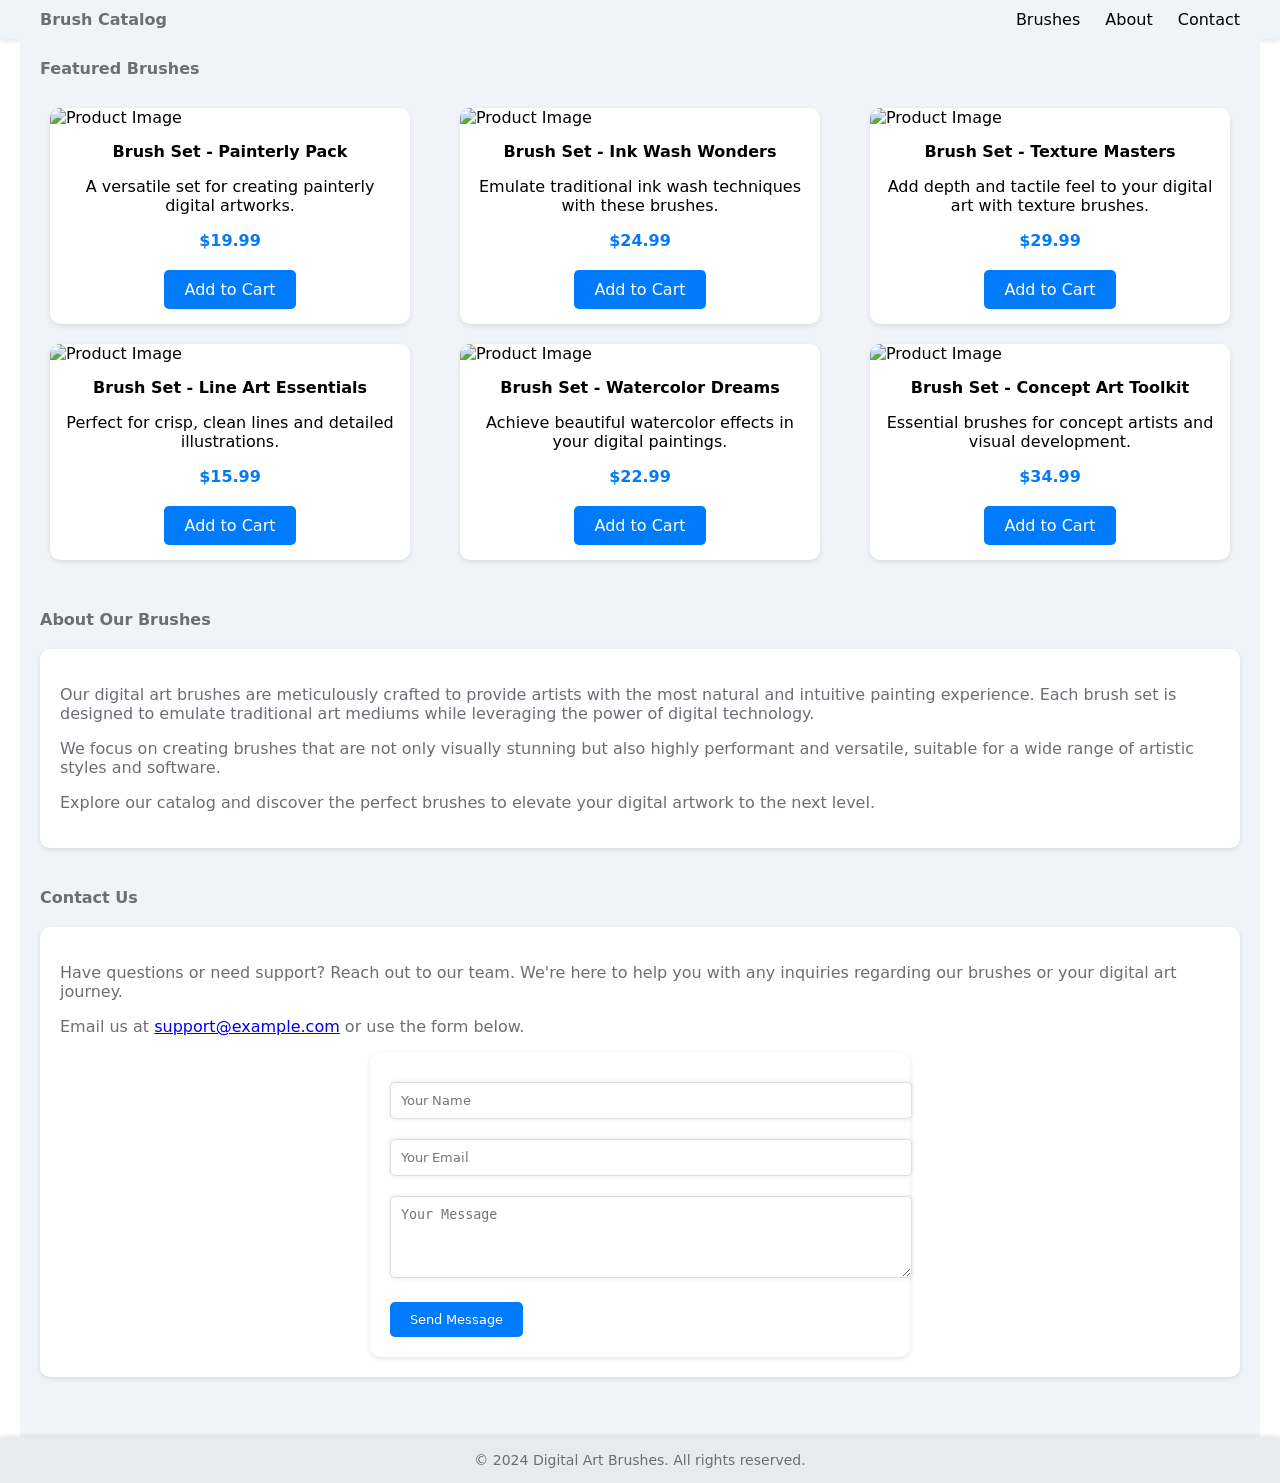 Brush Catalog
Brushes About Contact
Featured Brushes
Product Image
Brush Set - Painterly Pack
A versatile set for creating painterly
digital artworks.
$19.99
Add to Cart
Product Image
Brush Set - Ink Wash Wonders
Emulate traditional ink wash techniques
with these brushes.
$24.99
Add to Cart
Product Image
Brush Set - Texture Masters
Add depth and tactile feel to your digital
art with texture brushes.
$29.99
Add to Cart
Product Image
Brush Set - Line Art Essentials
Perfect for crisp, clean lines and detailed
illustrations.
$15.99
Add to Cart
Product Image
Brush Set - Watercolor Dreams
Achieve beautiful watercolor effects in
your digital paintings.
$22.99
Add to Cart
Product Image
Brush Set - Concept Art Toolkit
Essential brushes for concept artists and
visual development.
$34.99
Add to Cart
About Our Brushes
Our digital art brushes are meticulously crafted to provide artists with the most natural and intuitive painting experience. Each brush set is
designed to emulate traditional art mediums while leveraging the power of digital technology.
We focus on creating brushes that are not only visually stunning but also highly performant and versatile, suitable for a wide range of artistic
styles and software.
Explore our catalog and discover the perfect brushes to elevate your digital artwork to the next level.
Contact Us
Have questions or need support? Reach out to our team. We're here to help you with any inquiries regarding our brushes or your digital art
journey.
Email us at support@example.com or use the form below.
Your Name
Your Email
Your Message
Send Message
© 2024 Digital Art Brushes. All rights reserved.